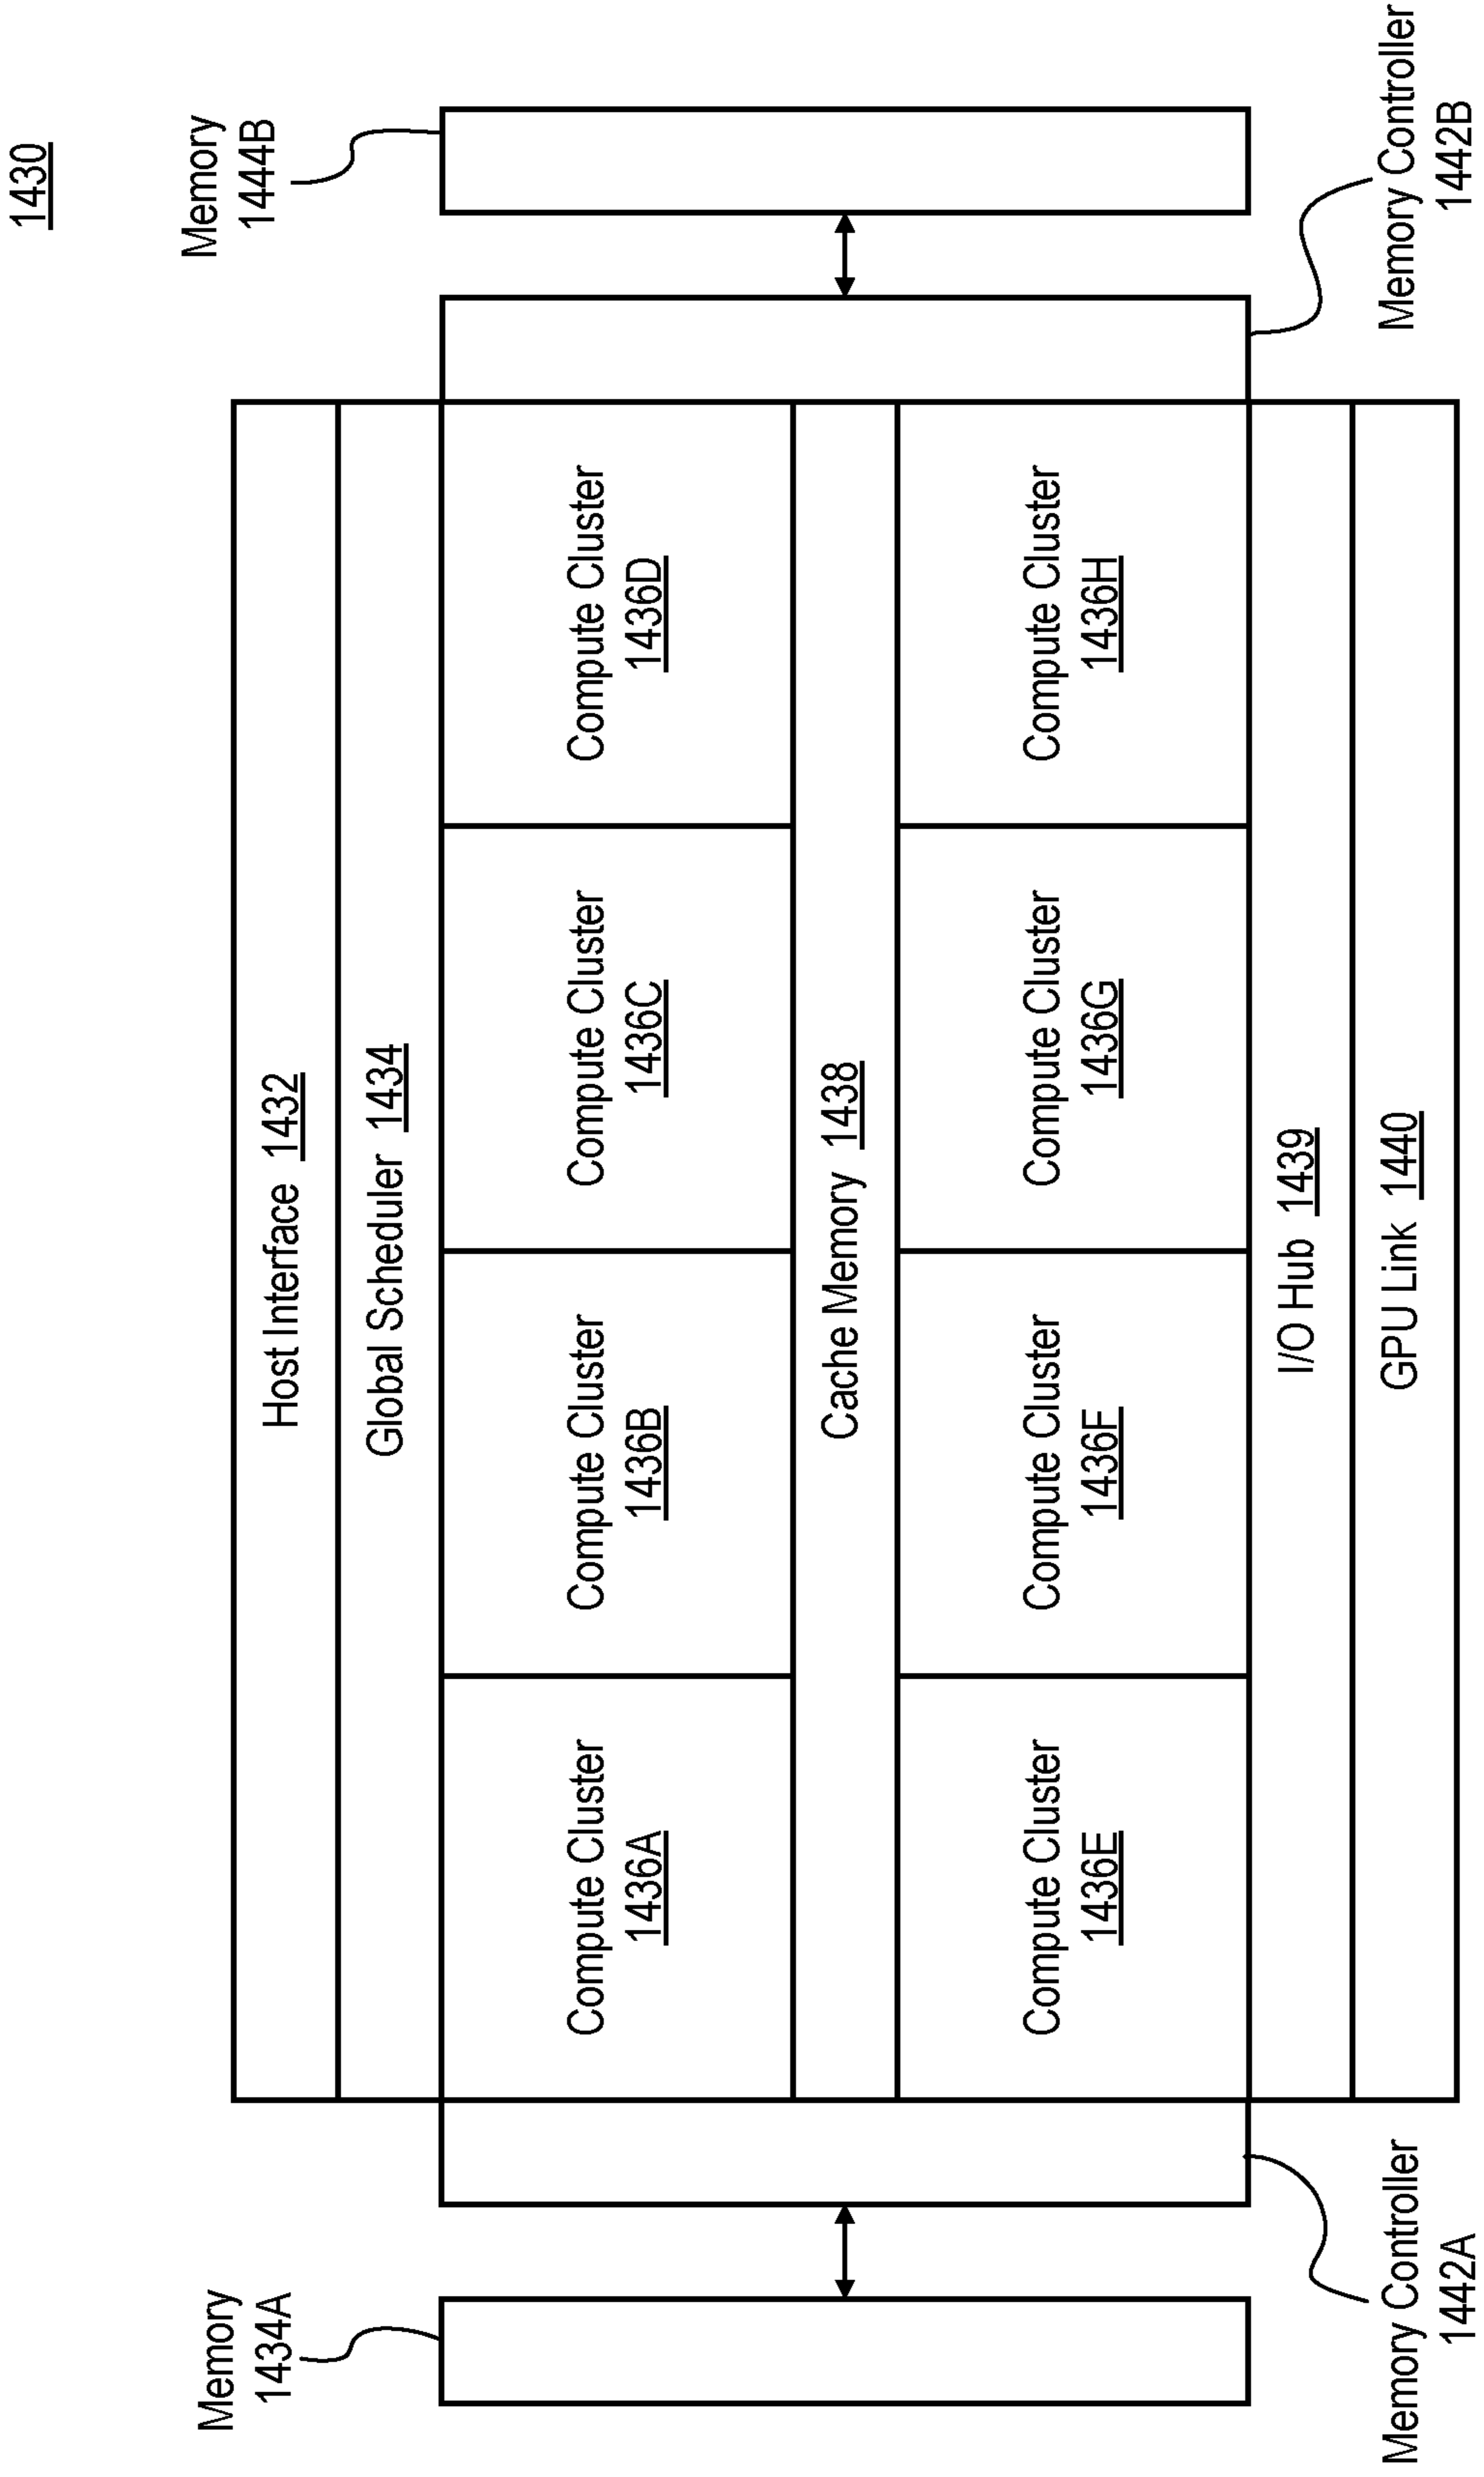 1430
Memory
1434A
Memory
1444B
Host Interface 1432
Global Scheduler 1434
Compute Cluster
1436A
Compute Cluster
1436B
Compute Cluster
1436C
Compute Cluster
1436D
Cache Memory 1438
Compute Cluster
1436E
Compute Cluster
1436F
Compute Cluster
1436G
Compute Cluster
1436H
I/O Hub 1439
GPU Link 1440
Memory Controller
1442A
Memory Controller
1442B